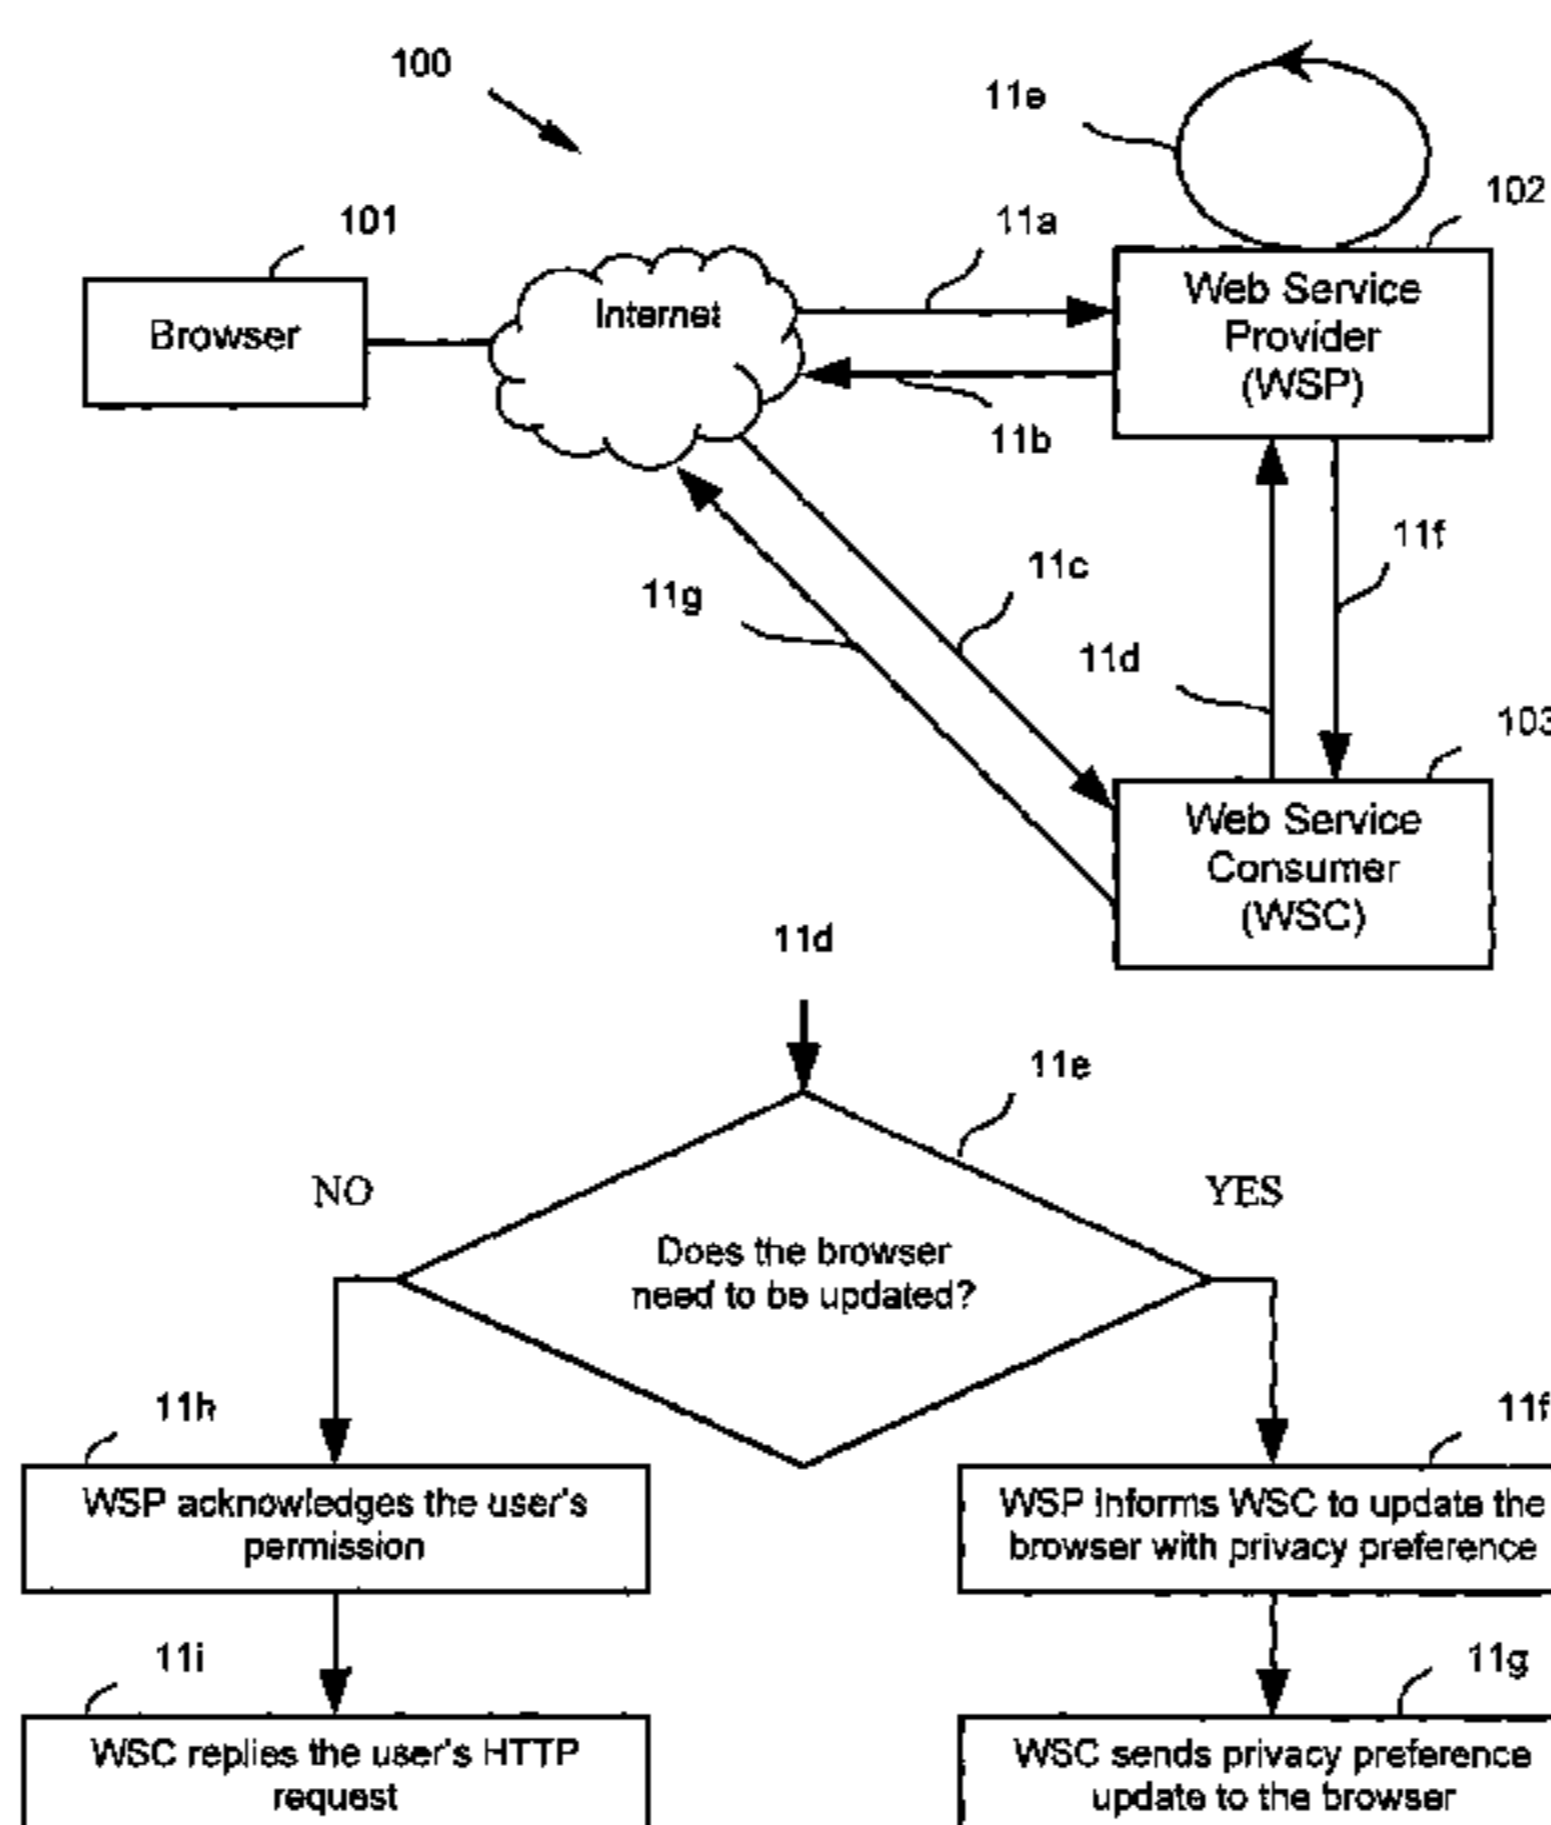 100
11e
101
11a
102
Browser
Internet
Web Service
Provider
(WSP)
11b
11f
11c
11g
11d
103
Web Service
Consumer
(WSC)
11d
11e
NO
YES
Does the browser
need to be updated?
11h
11f
WSP acknowledges the user's
permission
WSP informs WSC to update the
browser with privacy preference
11i
11g
WSC replies the user's HTTP
request
WSC sends privacy preference
update to the browser